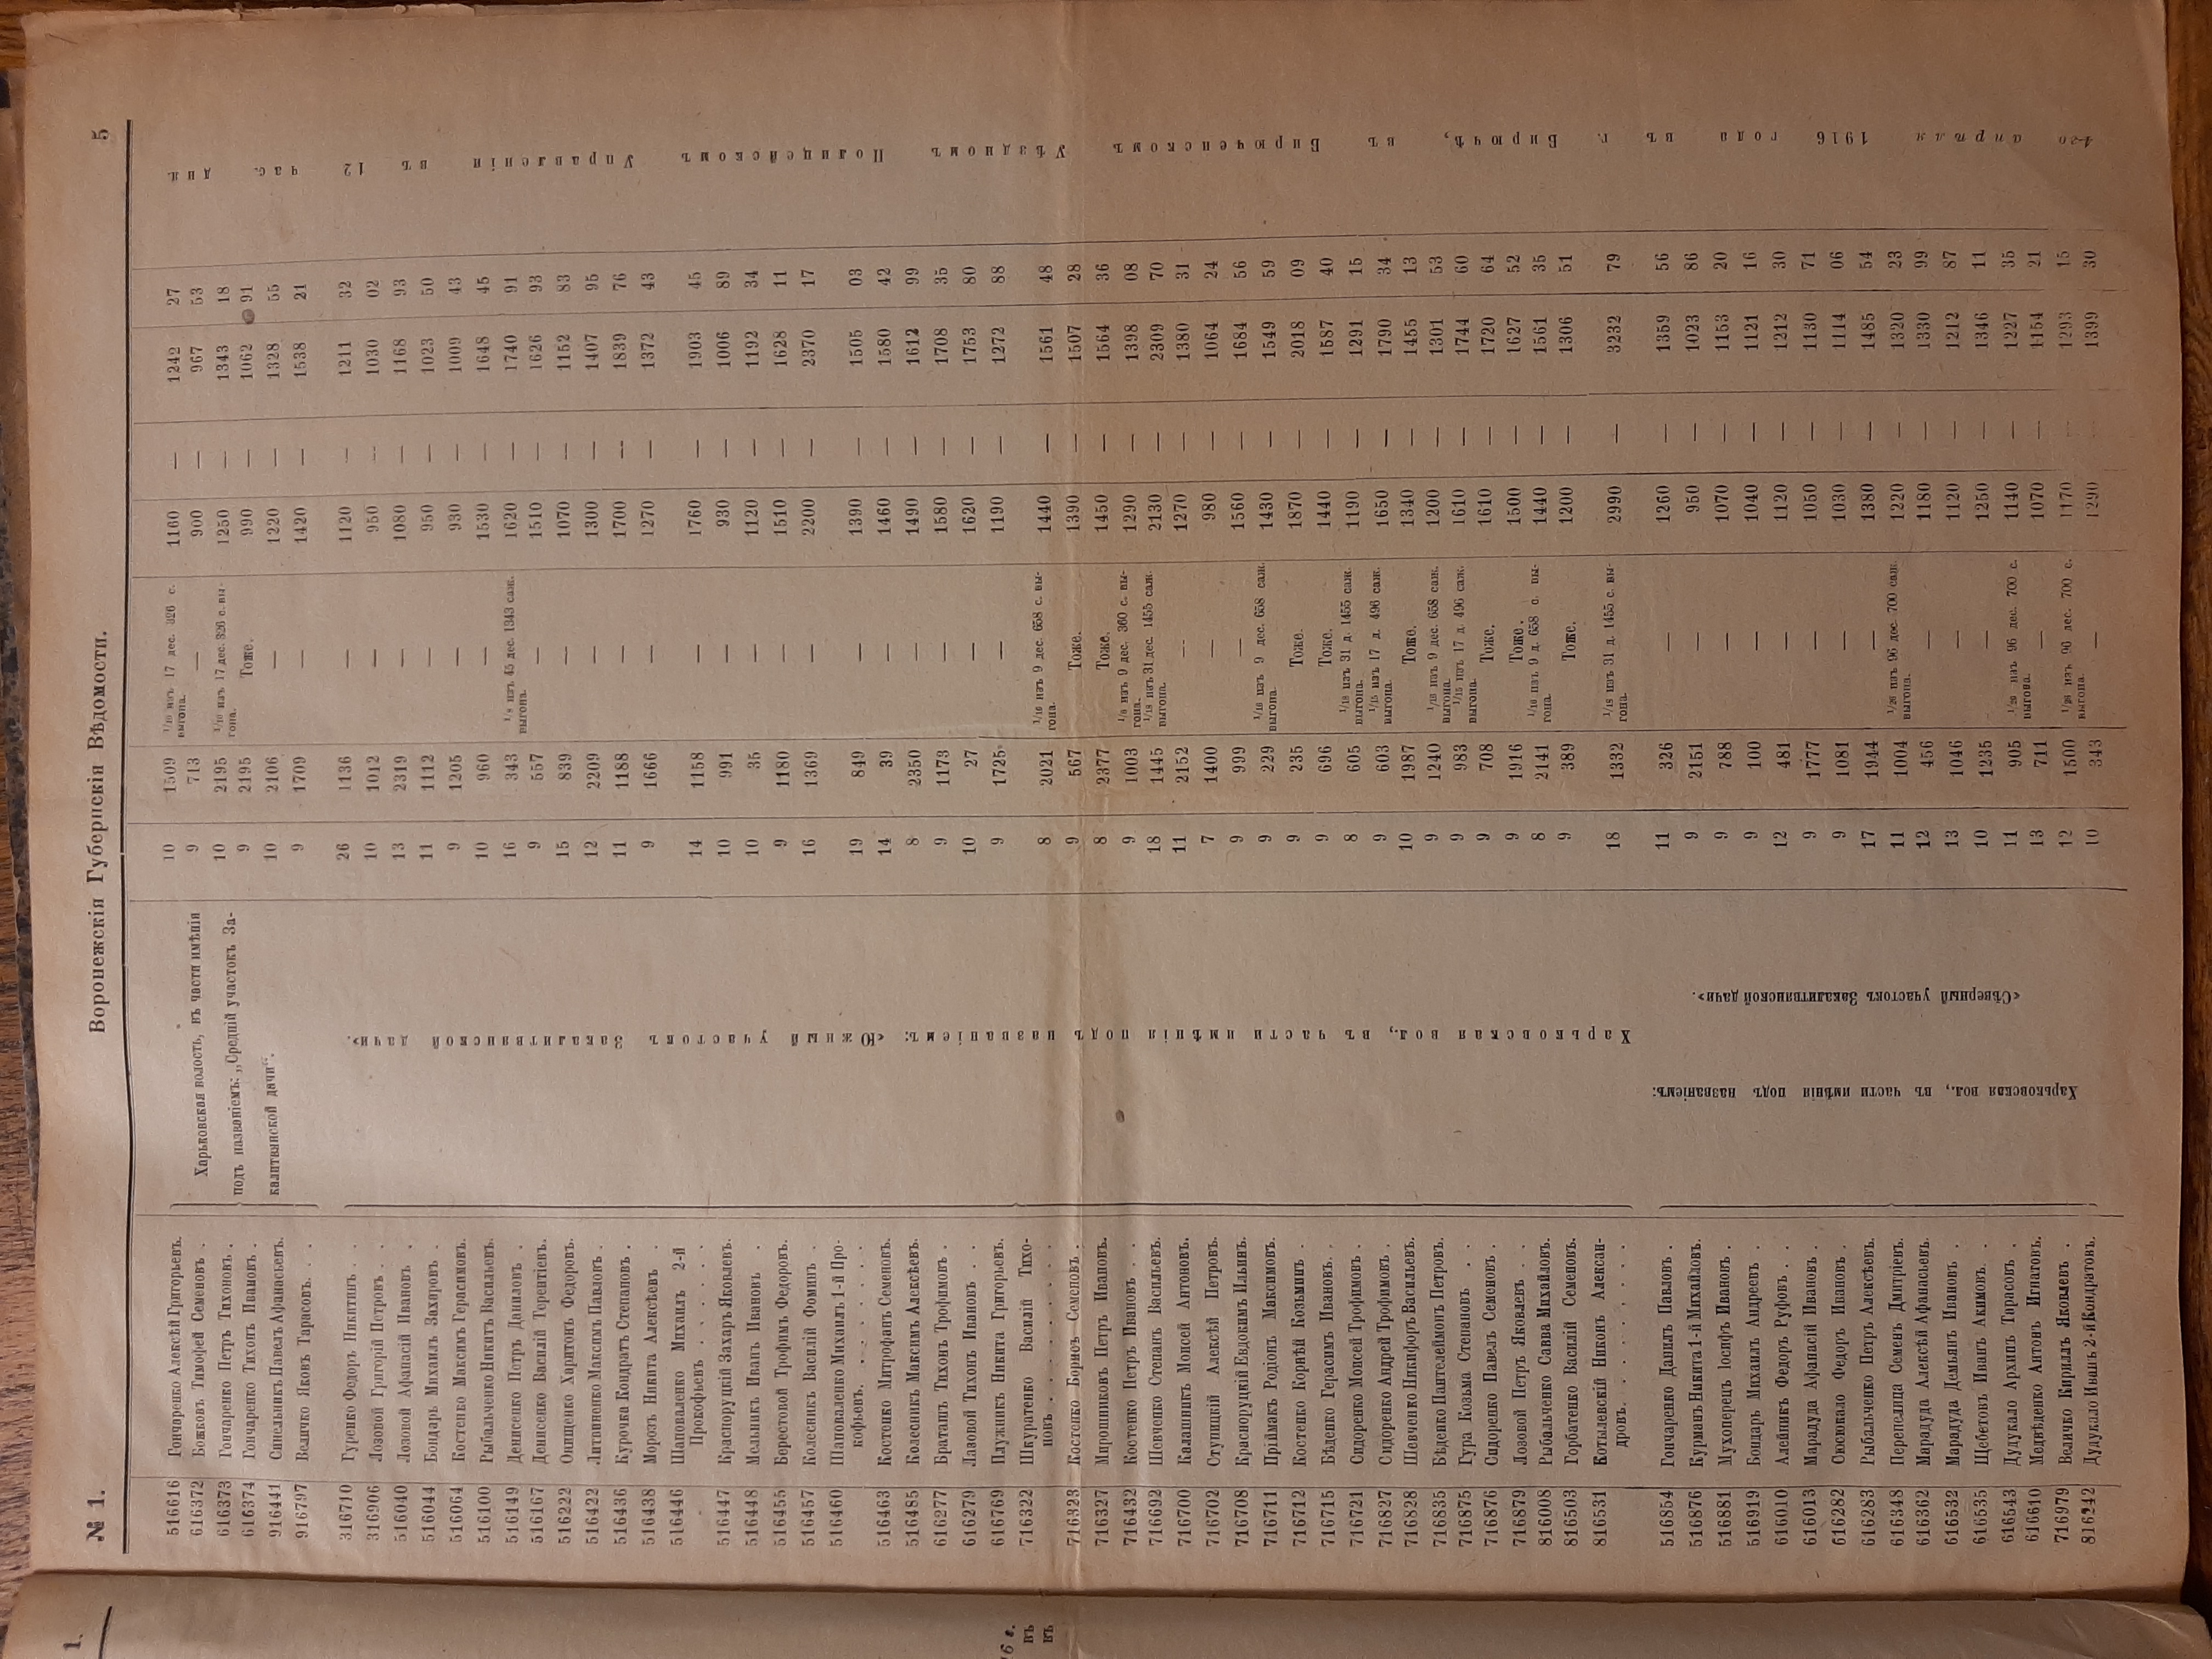 № 1.
Воронежскія Губернскія Вѣдомости.
5
516616 Гончаренко Алексѣй Григорьевъ. 10 1509 1/10 изъ 17 дес. 326 с. выгона. 1160 — 1242 27
616372 Божковъ Тимофей Семеновъ . 9 713 — 900 — 967 53
616373 Гончаренко Петръ Тихоновъ . 10 2195 1/10 изъ 17 дес. 326 с. выгона. 1250 — 1343 18
616374 Гончаренко Тихонъ Ивановъ . 9 2195 Тоже. 990 — 1062 91
916441 Синельникъ Павелъ Афанасьевъ. 10 2106 — 1220 — 1328 55
916797 Величко Яковъ Тарасовъ. . . 9 1709 — 1420 — 1538 21
Харьковская волость, въ части имѣнія
подъ названіемъ: „Средній участокъ За-
калитвянской дачи“.
316710 Гуренко Федоръ Никитинъ . . 26 1136 — 1120 — 1211 32
316906 Лозовой Григорій Петровъ . . 10 1012 — 950 — 1030 02
516040 Лозовой Афанасій Ивановъ . 13 2319 — 1080 — 1168 93
516044 Бондарь Михаилъ Захаровъ . 11 1112 — 950 — 1023 50
516064 Костенко Максимъ Герасимовъ. 9 1205 — 930 — 1009 43
516100 Рыбальченко Никит Васильевъ. 10 960 — 1530 — 1648 45
516149 Денисенко Петръ Даниловъ . 16 343 1/8 изъ 45 дес. 1343 саж. выгона. 1620 — 1740 91
516167 Денисенко Василій Терентіевъ. 9 557 — 1510 — 1626 93
516222 Онищенко Харитонъ Федоровъ. 15 839 — 1070 — 1152 83
516422 Литвиненко Максимъ Павловъ . 12 2209 — 1300 — 1407 95
516436 Курочка Кондратъ Степановъ . 11 1188 — 1700 — 1839 76
516438 Морозъ Никита Алексѣевъ . 9 1666 — 1270 — 1372 43
516446 Шаповаленко Михаилъ 2-й
Прокофьевъ . . . . . . 14 1158 — 1760 — 1903 45
516447 Красноруцкій Захаръ Яковлевъ. 10 991 — 930 — 1006 89
516448 Мельникъ Иванъ Ивановъ . 10 35 — 1120 — 1192 34
516455 Берестовой Трофимъ Федоровъ. 9 1180 — 1510 — 1628 11
516457 Колесникъ Василій Фоминъ . 16 1369 — 2200 — 2370 17
516460 Шаповаленко Михаилъ 1-й Про-
кофьевъ. . . . . . . 19 849 — 1390 — 1505 03
516463 Костенко Митрофанъ Семеновъ. 14 39 — 1460 — 1580 42
516485 Колесникъ Максимъ Алексѣевъ. 8 2350 — 1490 — 1612 99
616277 Браташъ Тихонъ Трофимовъ . 9 1173 — 1580 — 1708 35
616279 Лазовой Тихонъ Ивановъ . . 10 27 — 1620 — 1753 80
616769 Плужникъ Никита Григорьевъ. 9 1725 — 1190 — 1272 88
716322 Шкуратенко Василій Тихо-
новъ . . . . . . . . . 8 2021 1/16 изъ 9 дес. 658 с. выгона. 1440 — 1561 48
716323 Костенко Борисъ Семеновъ . 9 567 Тоже. 1390 — 1507 28
716327 Мирошниковъ Петръ Ивановъ. 8 2377 Тоже. 1450 — 1564 36
716432 Костенко Петръ Ивановъ . . 9 1003 1/8 изъ 9 дес. 360 с. выгона. 1290 — 1398 08
716692 Шевченко Степанъ Васильевъ. 18 1445 1/18 изъ 31 дес. 1455 саж. выгона. 2130 — 2309 70
716700 Калашникъ Моисей Антоновъ. 11 2152 — 1270 — 1380 31
716702 Ступицкій Алексѣй Петровъ. 7 1400 — 980 — 1064 24
716708 Красноруцкій Евдокимъ Ильинъ. 9 999 — 1560 — 1684 56
716711 Пріймакъ Родіонъ Максимовъ. 9 229 1/16 изъ 9 дес. 658 саж. выгона. 1430 — 1549 59
716712 Костенко Корнѣй Козьминъ . 9 235 Тоже. 1870 — 2018 09
716715 Бѣденко Герасимъ Ивановъ. . 9 696 Тоже. 1440 — 1587 40
716721 Сидоренко Моисей Трофимовъ . 8 605 1/18 изъ 31 д. 1455 саж. выгона. 1190 — 1291 15
716827 Сидоренко Андрей Трофимовъ . 9 603 1/15 изъ 17 д. 496 саж. выгона. 1650 — 1790 34
716828 Шевченко Никифоръ Васильевъ. 10 1987 Тоже. 1340 — 1455 13
716835 Бѣденко Пантелеймонъ Петровъ. 9 1240 1/16 изъ 9 дес. 658 саж. выгона. 1200 — 1301 53
716875 Гура Козьма Степановъ . . 9 983 1/15 изъ 17 д. 496 саж. выгона. 1610 — 1744 60
716876 Сидоренко Павелъ Семеновъ . 9 708 Тоже. 1610 — 1720 64
716879 Лозовой Петръ Яковлевъ . . 9 1916 Тоже. 1500 — 1627 52
816008 Рыбальченко Савва Михайловъ. 8 2141 1/16 изъ 9 д. 658 с. выгона. 1440 — 1561 35
816503 Горбатенко Василій Семеновъ. 9 389 Тоже. 1200 — 1306 51
816531 Котылевскій Никонъ Алексан-
дровъ. . . . . . . . 18 1332 1/18 изъ 31 д. 1455 с. выгона. 2990 — 3232 79
Харьковская вол., въ части имѣнія подъ названіемъ: «Южный участокъ Закалитвянской дачи».
516854 Гончаренко Данилъ Павловъ . 11 326 — 1260 — 1359 56
516876 Курманъ Никита 1-й Михайловъ. 9 2151 — 950 — 1023 86
516881 Мухоперецъ Іосифъ Ивановъ . 9 788 — 1070 — 1153 20
516919 Бондарь Михаилъ Андреевъ . 9 100 — 1040 — 1121 16
616010 Алейникъ Федоръ Руфовъ . . 12 481 — 1120 — 1212 30
616013 Марадуда Афанасій Ивановъ . 9 1777 — 1050 — 1130 71
616282 Сюсюкало Федоръ Ивановъ . 9 1081 — 1030 — 1114 06
616283 Рыбальченко Петръ Алексѣевъ. 17 1944 — 1380 — 1485 54
616348 Перепелица Семенъ Дмитріевъ. 11 1004 1/26 изъ 96 дес. 700 саж. выгона. 1220 — 1320 23
616362 Марадуда Алексѣй Афанасьевъ. 12 456 — 1180 — 1330 99
616532 Марадуда Демьянъ Ивановъ . 13 1046 — 1120 — 1212 87
616535 Щебетовъ Иванъ Акимовъ. . 10 1235 — 1250 — 1346 11
616543 Дудукало Архипъ Тарасовъ . 11 905 изъ 96 дес. 700 с. выгона. 1140 — 1227 35
616610 Медвѣденко Антонъ Игнатовъ. 13 711 — 1070 — 1154 21
716979 Величко Кириллъ Яковлевъ . 12 1500 изъ 96 дес. 700 с. выгона. 1170 — 1293 15
816242 Дудукало Иванъ 2-й Кондратовъ. 10 343 — 1290 — 1399 30
Харьковская вол., въ части имѣнія подъ названіемъ:
«Сѣверный участокъ Закалитвянской дачи».
4-го апрѣля 1916 года въ г. Бирючѣ, въ Бирюченскомъ Уѣздномъ Полицейскомъ Управленіи въ 12 час. дня.
1.
16 г.
въ
въ